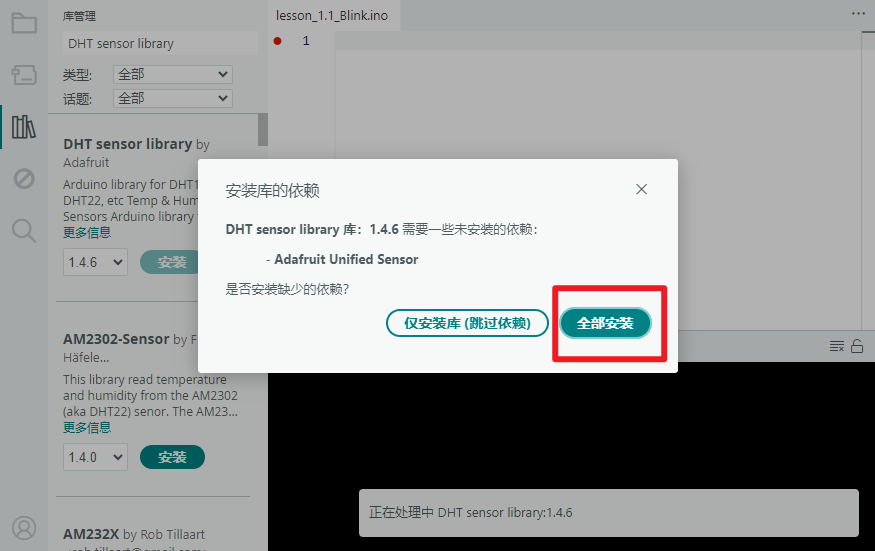 库管理
lesson_1.1_Blink.ino
DHT sensor library
1
类型:
全部
话题:
全部
DHT sensor library by
Adafruit
Arduino library for DHT1
DHT22, etc Temp & Hum
Sensors Arduino library
更多信息
1.4.6
安装
安装库的依赖
DHT sensor library 库：1.4.6 需要一些未安装的依赖：
- Adafruit Unified Sensor
是否安装缺少的依赖？
仅安装库 (跳过依赖)
全部安装
AM2302-Sensor by F
Häfele...
This library read temperature
and humidity from the AM2302
(aka DHT22) senor. The AM23...
更多信息
1.4.0
安装
正在处理中 DHT sensor library:1.4.6
AM232X by Rob Tillaart
<rob.tillaart@gmail.com>